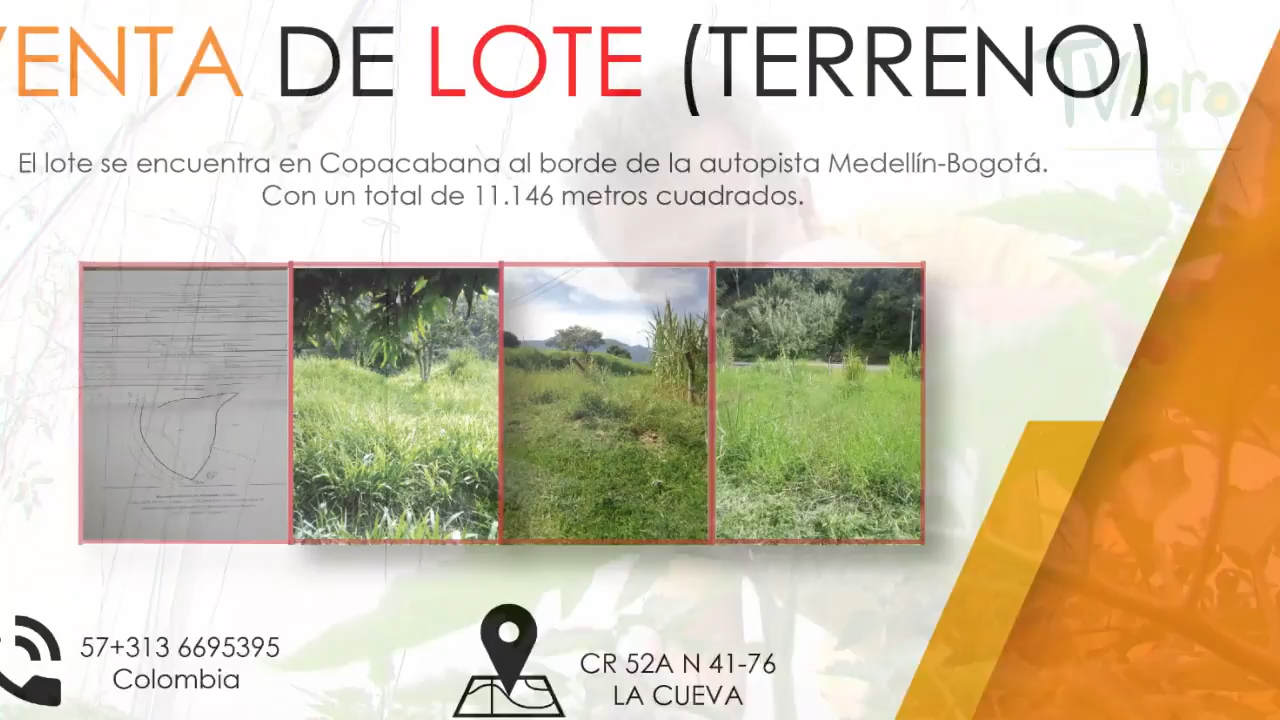 VENTA DE LOTE (TERRENO)
TVAgro
El lote se encuentra en Copacabana al borde de la autopista Medellín-Bogotá.
Con un total de 11.146 metros cuadrados.
57+313 6695395
Colombia
CR 52A N 41-76
LA CUEVA